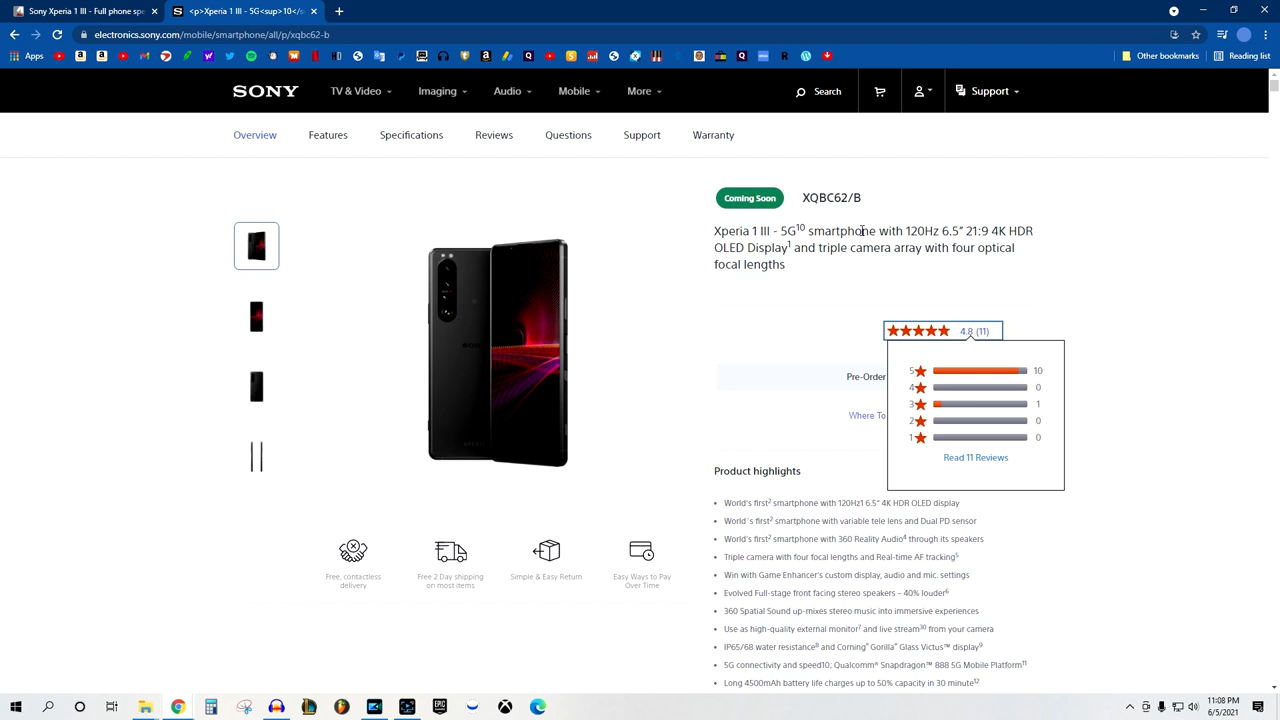 Sony Xperia 1 III - Full phone spe
<p>Xperia 1 III - 5G<sup>10</s
electronics.sony.com/mobile/smartphone/all/p/xqbc62-b
Apps
Other bookmarks
Reading list
SONY
TV & Video
Imaging
Audio
Mobile
More
Search
Support
Overview
Features
Specifications
Reviews
Questions
Support
Warranty
Coming Soon
XQBC62/B
Xperia 1 III - 5G10 smartphone with 120Hz 6.5” 21:9 4K HDR
OLED Display1 and triple camera array with four optical
focal lengths
4.8 (11)
5 10
4 0
3 1
2 0
1 0
Read 11 Reviews
Pre-Order
Where To
Product highlights
• World's first2 smartphone with 120Hz1 6.5” 4K HDR OLED display
• World´s first2 smartphone with variable tele lens and Dual PD sensor
• World's first2 smartphone with 360 Reality Audio4 through its speakers
• Triple camera with four focal lengths and Real-time AF tracking5
• Win with Game Enhancer's custom display, audio and mic. settings
• Evolved Full-stage front facing stereo speakers – 40% louder6
• 360 Spatial Sound up-mixes stereo music into immersive experiences
• Use as high-quality external monitor7 and live stream10 from your camera
• IP65/68 water resistance8 and Corning® Gorilla® Glass Victus™ display9
• 5G connectivity and speed10; Qualcomm® Snapdragon™ 888 5G Mobile Platform11
• Long 4500mAh battery life charges up to 50% capacity in 30 minute12
Free, contactless
delivery
Free 2 Day shipping
on most items
Simple & Easy Return
Easy Ways to Pay
Over Time
11:08 PM
6/5/2021